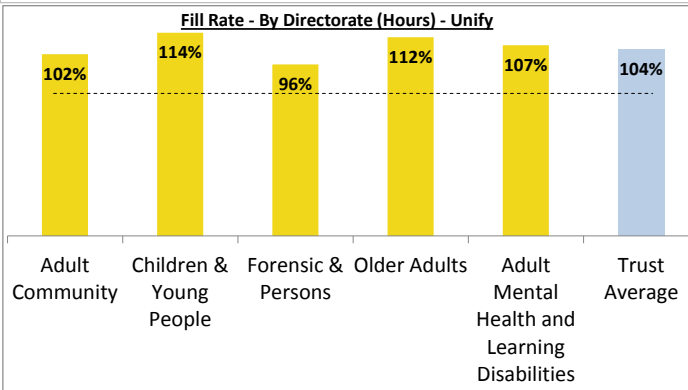 Fill Rate - By Directorate (Hours) - Unify
102%
114%
96%
112%
107%
104%
Adult
Community
Children &
Young
People
Forensic &
Persons
Older Adults
Adult
Mental
Health and
Learning
Disabilities
Trust
Average